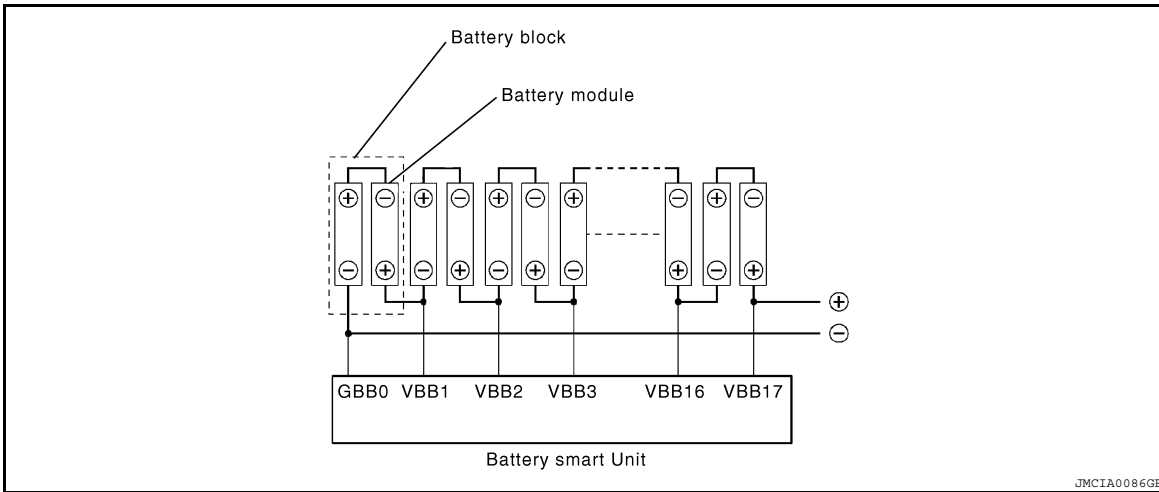 Battery block
Battery module
+ − + − + − + − + −
− + − + − + − + − + +
−
GBB0 VBB1 VBB2 VBB3 VBB16 VBB17
Battery smart Unit
JMCIA0086GB